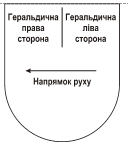 Геральдична
права
сторона
Геральдична
ліва
сторона
Напрямок руху